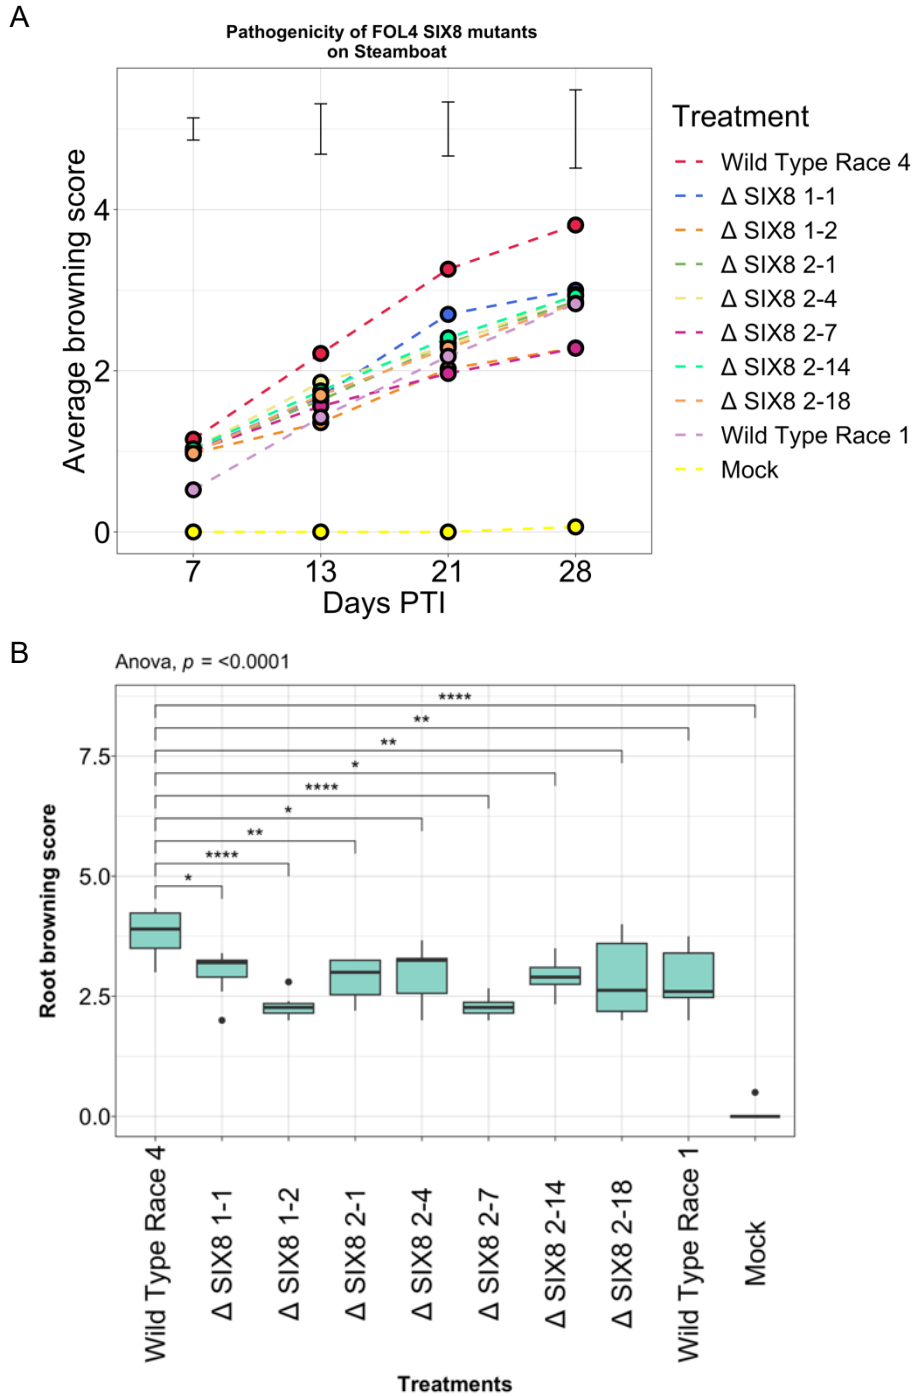 A
Pathogenicity of FOL4 SIX8 mutants
on Steamboat
Average browning score
4
2
0
7 13 21 28
Days PTI
Treatment
Wild Type Race 4
Δ SIX8 1-1
Δ SIX8 1-2
Δ SIX8 2-1
Δ SIX8 2-4
Δ SIX8 2-7
Δ SIX8 2-14
Δ SIX8 2-18
Wild Type Race 1
Mock
B
Anova, p = <0.0001
Root browning score
****
**
**
*
****
*
**
****
*
7.5
5.0
2.5
0.0
Wild Type Race 4
Δ SIX8 1-1
Δ SIX8 1-2
Δ SIX8 2-1
Δ SIX8 2-4
Δ SIX8 2-7
Δ SIX8 2-14
Δ SIX8 2-18
Wild Type Race 1
Mock
Treatments